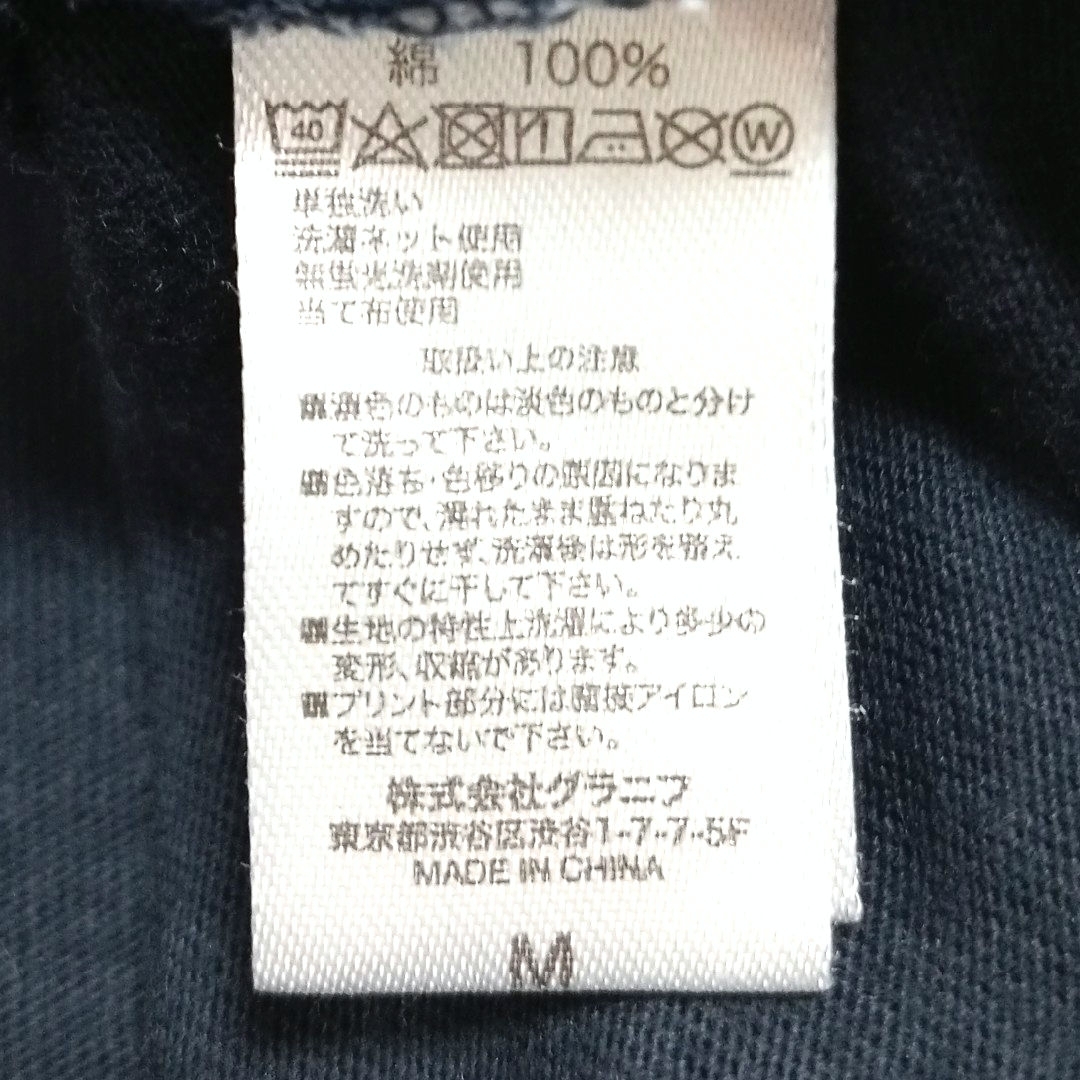 綿 100%
40
W
単独洗い
洗濯ネット使用
無蛍光洗剤使用
当て布使用
取扱い上の注意
■濃色のものは淡色のものと分け
て洗って下さい。
■色落ち・色移りの原因になりま
すので、濡れたまま重ねたり丸
めたりせず、洗濯後は形を整え
てすぐに干して下さい。
■生地の特性上洗濯により多少の
変形、収縮があります。
■プリント部分には直接アイロン
を当てないで下さい。
株式会社グラニフ
東京都渋谷区渋谷1-7-7-5F
MADE IN CHINA
M